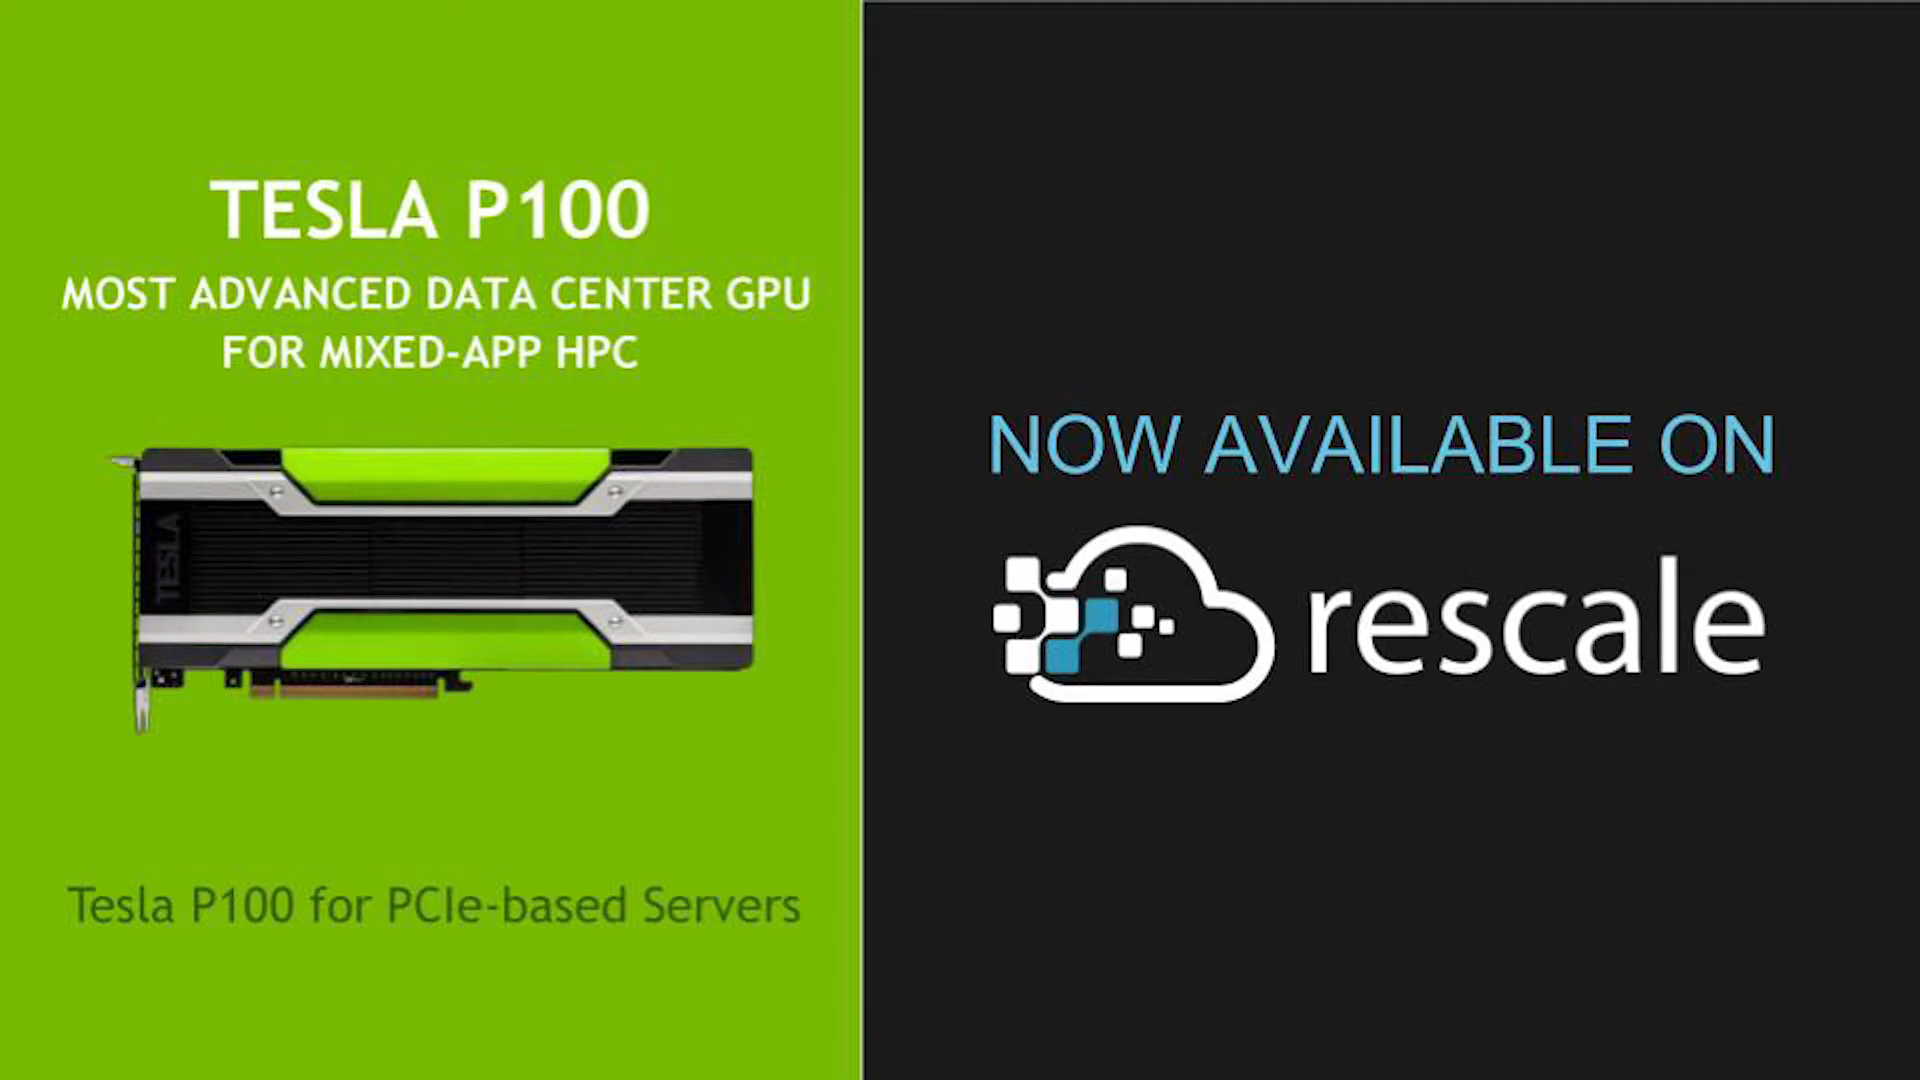 TESLA P100
MOST ADVANCED DATA CENTER GPU
FOR MIXED-APP HPC
TESLA
Tesla P100 for PCIe-based Servers
NOW AVAILABLE ON
rescale